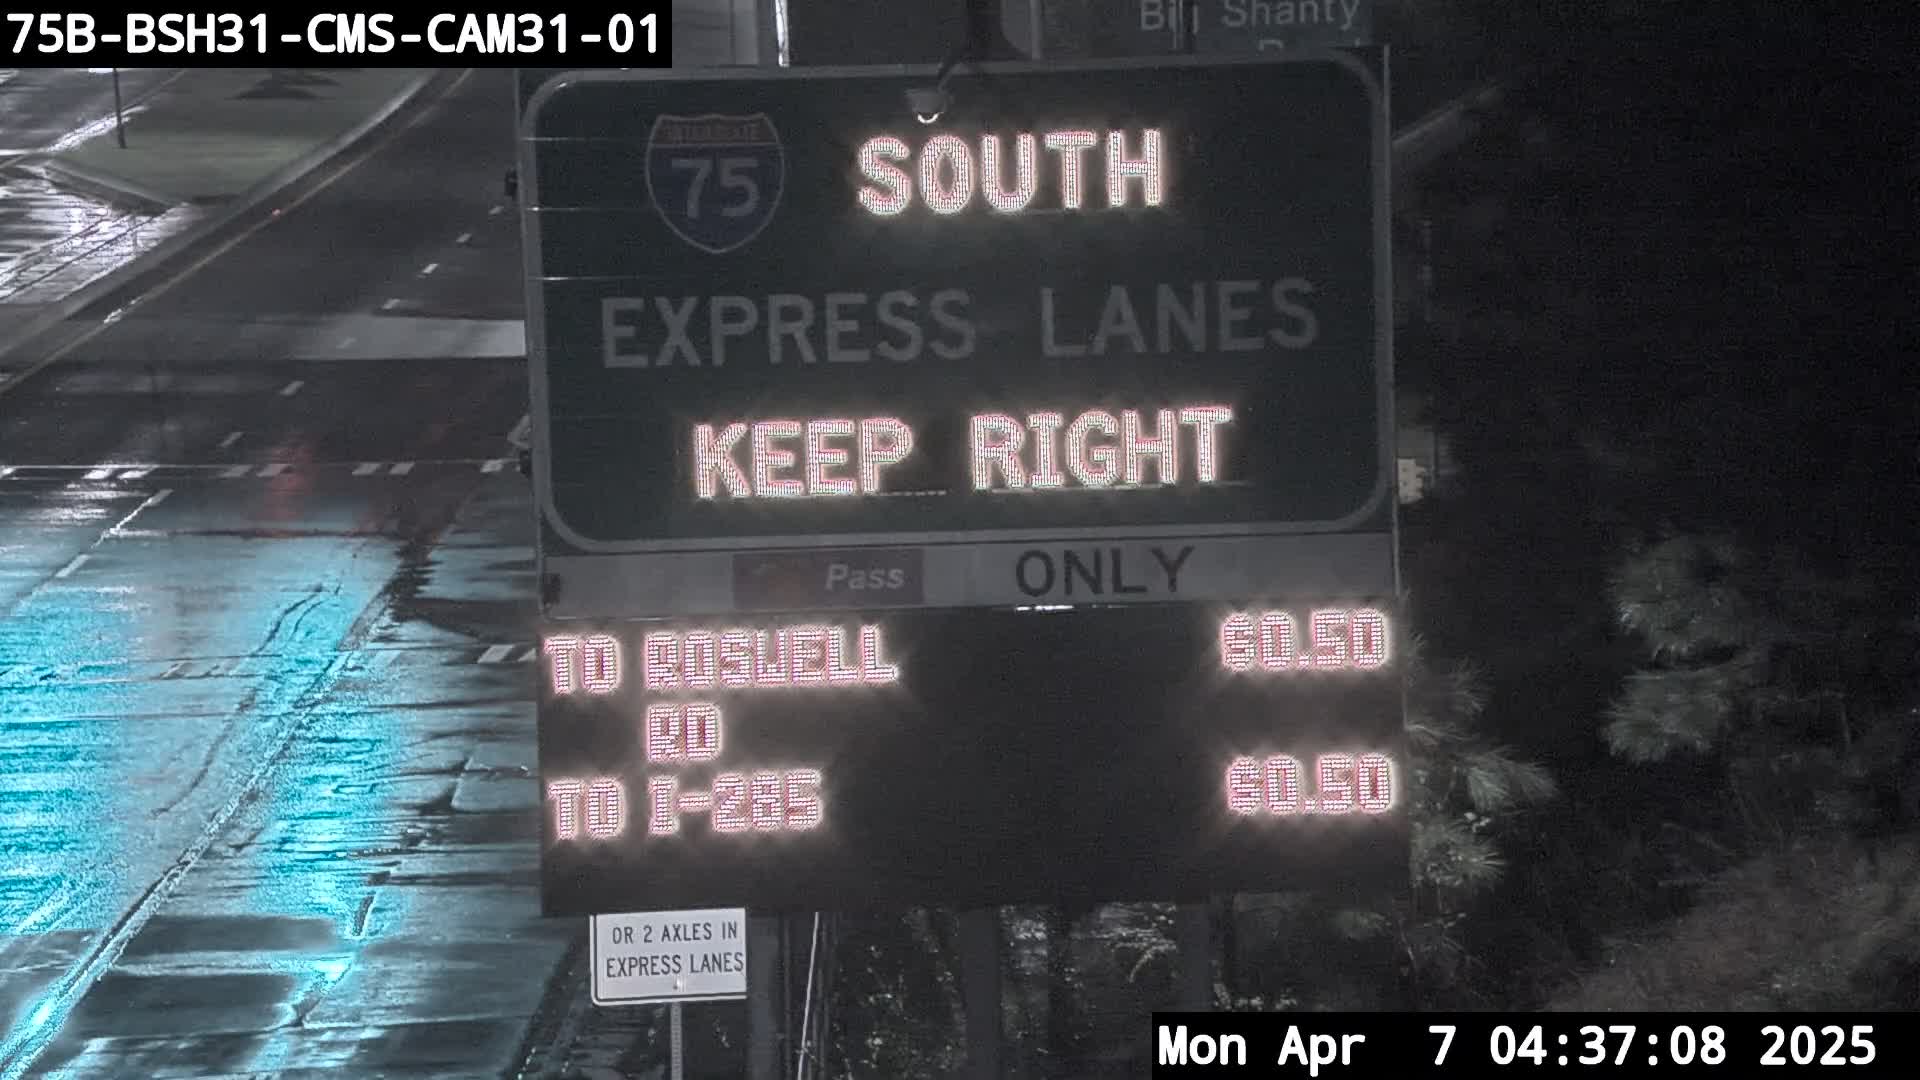 75B-BSH31-CMS-CAM31-01
Big Shanty
INTERSTATE
75
SOUTH
EXPRESS LANES
KEEP RIGHT
Pass ONLY
TO ROSWELL $0.50
RD
TO I-285 $0.50
OR 2 AXLES IN
EXPRESS LANES
Mon Apr 7 04:37:08 2025